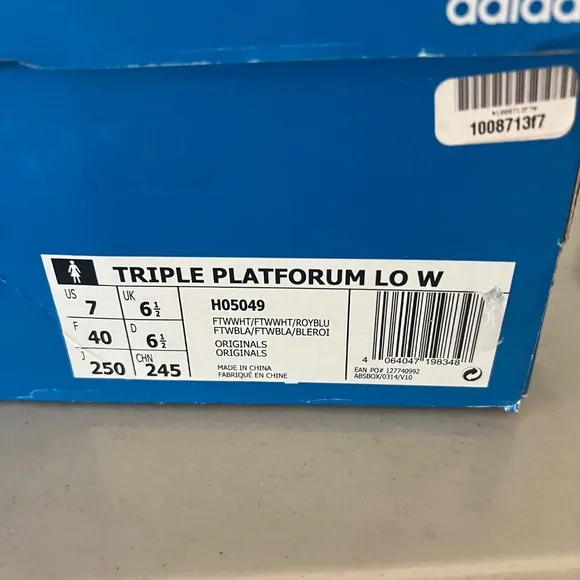 adidas
*1008713f7*
1008713f7
TRIPLE PLATFORUM LO W
US 7 UK 6½
F 40 D 6½
J 250 CHN 245
H05049
FTWWHT/FTWWHT/ROYBLU
FTWBLA/FTWBLA/BLEROI
ORIGINALS
ORIGINALS
MADE IN CHINA
FABRIQUÉ EN CHINE
4 064047 198348
EAN PO# 127740992
ABSBOX/0314/V10